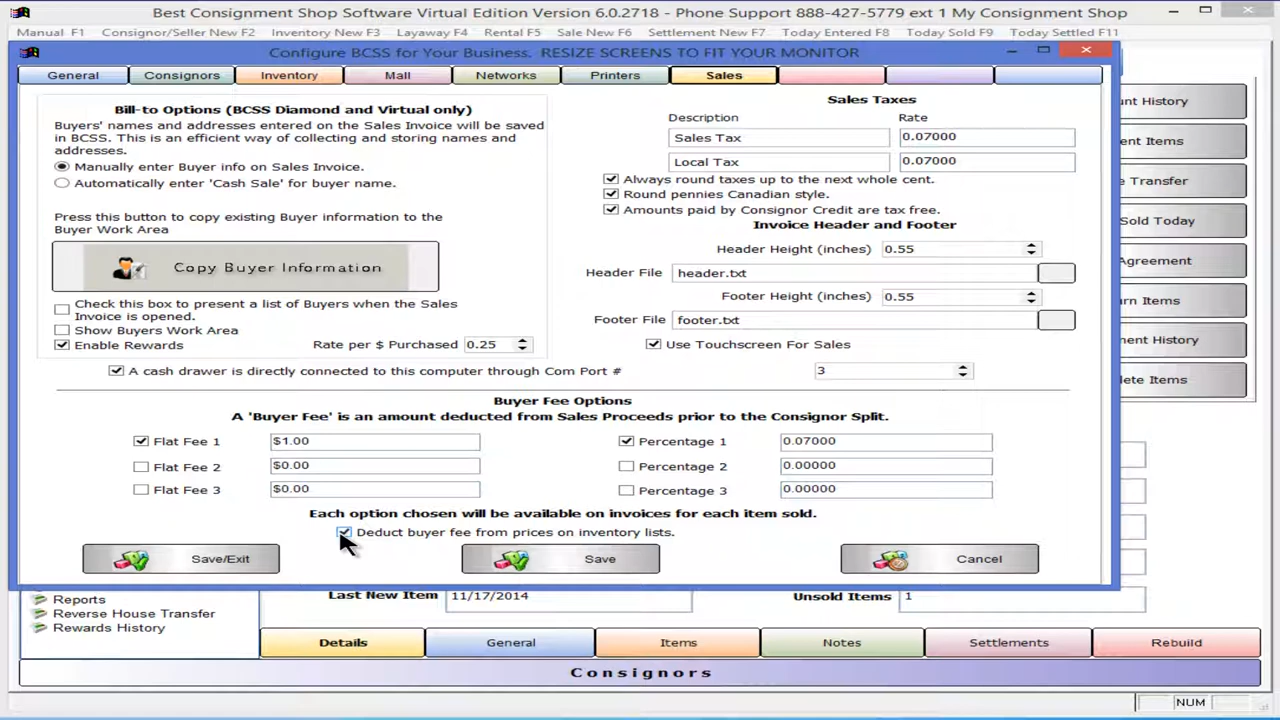 Best Consignment Shop Software Virtual Edition Version 6.0.2718 - Phone Support 888-427-5779 ext 1 My Consignment Shop
Manual F1 Consignor/Seller New F2 Inventory New F3 Layaway F4 Rental F5 Sale New F6 Settlement New F7 Today Entered F8 Today Sold F9 Today Settled F11
Configure BCSS for Your Business. RESIZE SCREENS TO FIT YOUR MONITOR
General Consignors Inventory Mall Networks Printers Sales
Bill-to Options (BCSS Diamond and Virtual only)
Buyers' names and addresses entered on the Sales Invoice will be saved
in BCSS. This is an efficient way of collecting and storing names and
addresses.
Manually enter Buyer info on Sales Invoice.
Automatically enter 'Cash Sale' for buyer name.
Press this button to copy existing Buyer information to the
Buyer Work Area
Copy Buyer Information
Check this box to present a list of Buyers when the Sales
Invoice is opened.
Show Buyers Work Area
Enable Rewards Rate per $ Purchased 0.25
Sales Taxes
Description Rate
Sales Tax 0.07000
Local Tax 0.07000
Always round taxes up to the next whole cent.
Round pennies Canadian style.
Amounts paid by Consignor Credit are tax free.
Invoice Header and Footer
Header Height (inches) 0.55
Header File header.txt
Footer Height (inches) 0.55
Footer File footer.txt
Use Touchscreen For Sales
A cash drawer is directly connected to this computer through Com Port # 3
Buyer Fee Options
A 'Buyer Fee' is an amount deducted from Sales Proceeds prior to the Consignor Split.
Flat Fee 1 $1.00 Percentage 1 0.07000
Flat Fee 2 $0.00 Percentage 2 0.00000
Flat Fee 3 $0.00 Percentage 3 0.00000
Each option chosen will be available on invoices for each item sold.
Deduct buyer fee from prices on inventory lists.
Save/Exit Save Cancel
unt History
ent Items
e Transfer
Sold Today
Agreement
urn Items
ment History
lete Items
Reports
Reverse House Transfer
Rewards History
Last New Item 11/17/2014 Unsold Items 1
Details General Items Notes Settlements Rebuild
Consignors
NUM